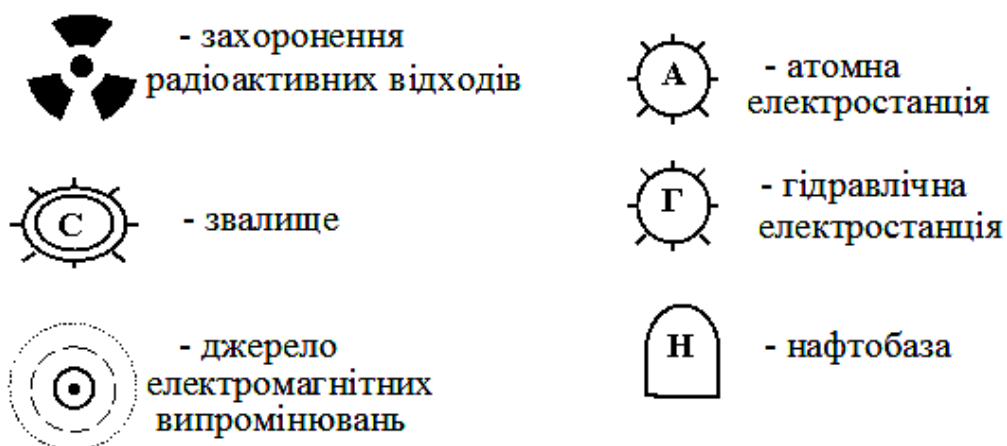 - захоронення
радіоактивних відходів
А
- атомна
електростанція
С
- звалище
Г
- гідравлічна
електростанція
- джерело
електромагнітних
випромінювань
Н
- нафтобаза